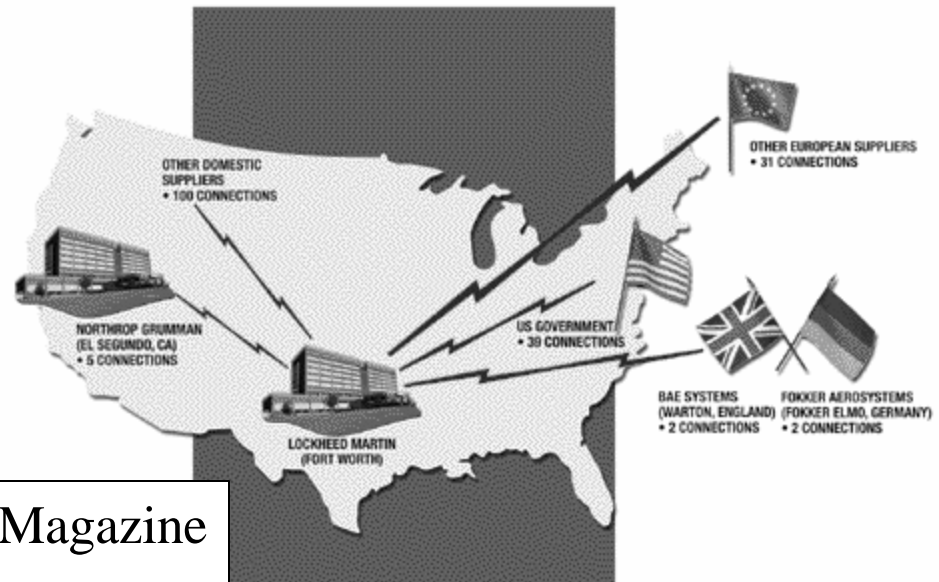 OTHER EUROPEAN SUPPLIERS
• 31 CONNECTIONS
OTHER DOMESTIC
SUPPLIERS
• 100 CONNECTIONS
NORTHROP GRUMMAN
(EL SEGUNDO, CA)
• 5 CONNECTIONS
US GOVERNMENT
• 39 CONNECTIONS
BAE SYSTEMS
(WARTON, ENGLAND)
• 2 CONNECTIONS
FOKKER AEROSYSTEMS
(FOKKER ELMO, GERMANY)
• 2 CONNECTIONS
LOCKHEED MARTIN
(FORT WORTH)
Magazine